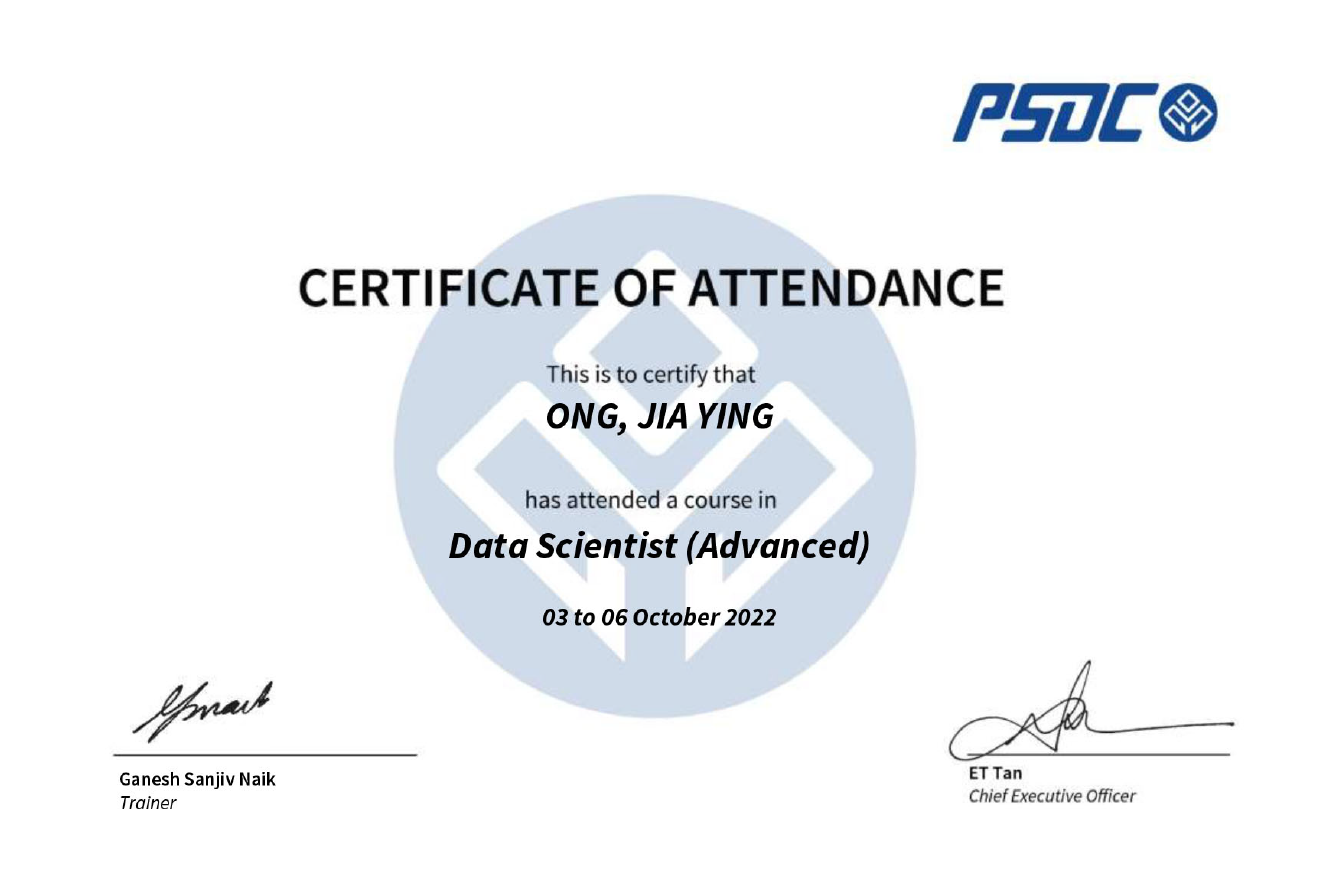 PSDC
CERTIFICATE OF ATTENDANCE
This is to certify that
ONG, JIA YING
has attended a course in
Data Scientist (Advanced)
03 to 06 October 2022
Ganesh Sanjiv Naik
Trainer
ET Tan
Chief Executive Officer